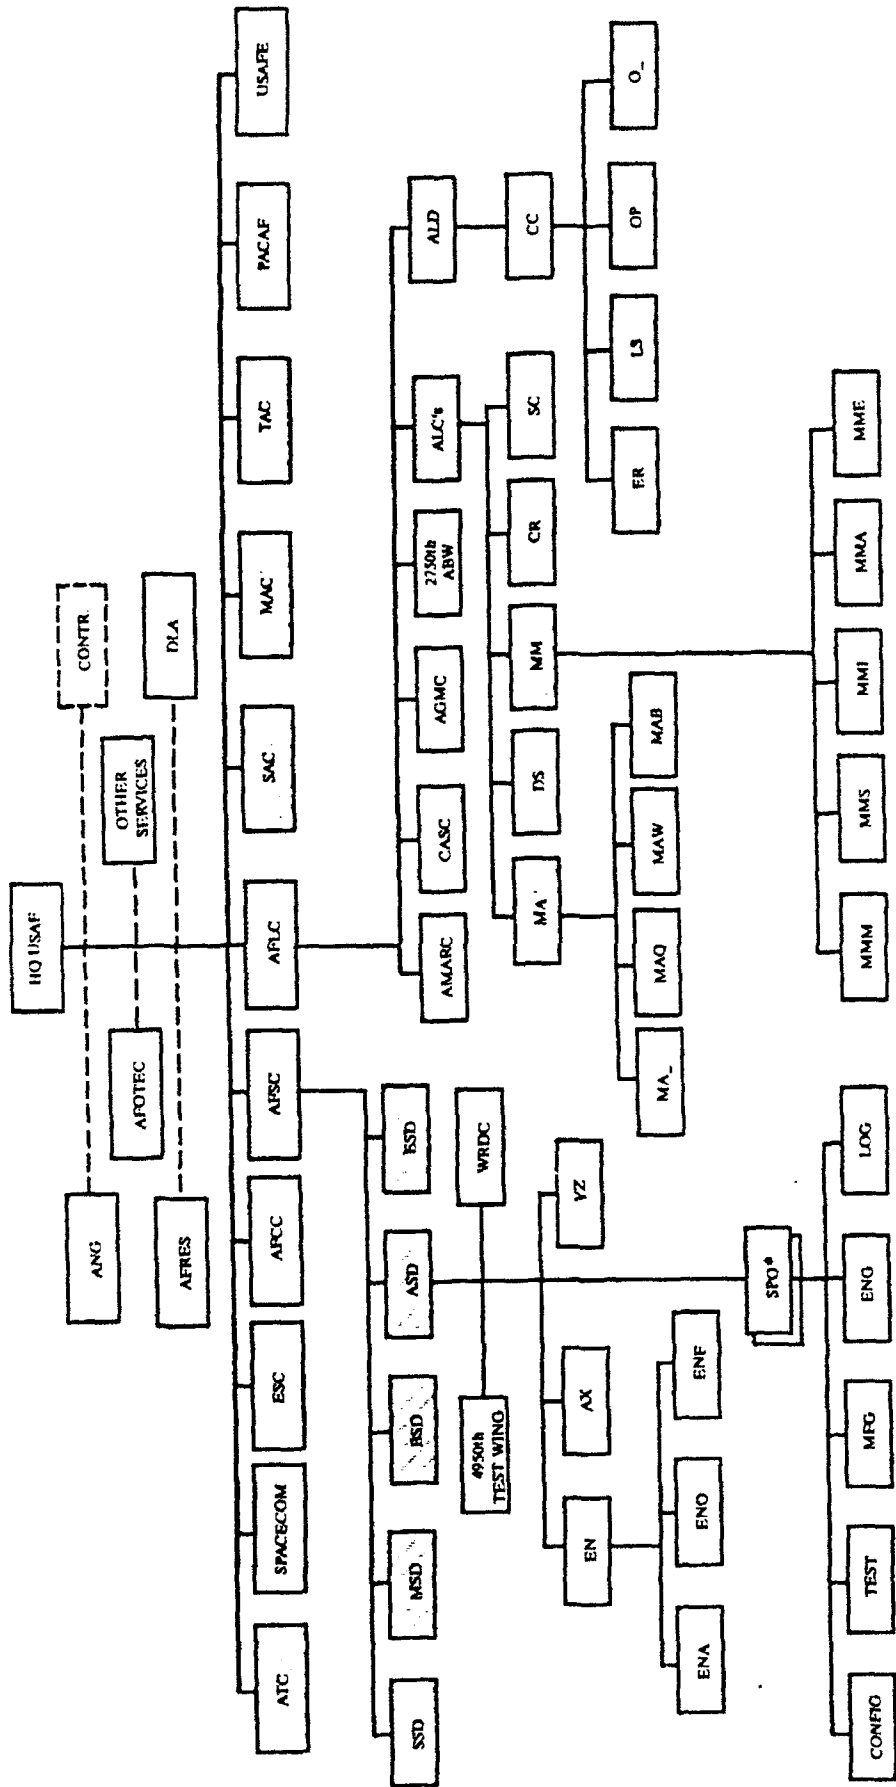 HQ USAF
ANG
CONTR.
AFOTEC
OTHER
SERVICES
AFRES
DLA
ATC
SPACECOM
ESC
AFCC
AFSC
AFLC
SAC
MAC
TAC
PACAF
USAFE
SSD
MSD
BSD
ASD
ESD
AMARC
CASC
AGMC
2750th
ABW
ALC's
ALD
4950th
TEST WING
WRDC
MA
DS
MM
CR
SC
CC
EN
AX
YZ
MA_
MAQ
MAW
MAB
ER
LS
OP
O_
ENA
ENO
ENF
SPO*
CONFIG
TEST
MFG
ENG
LOG
MMM
MMS
MMI
MMA
MME